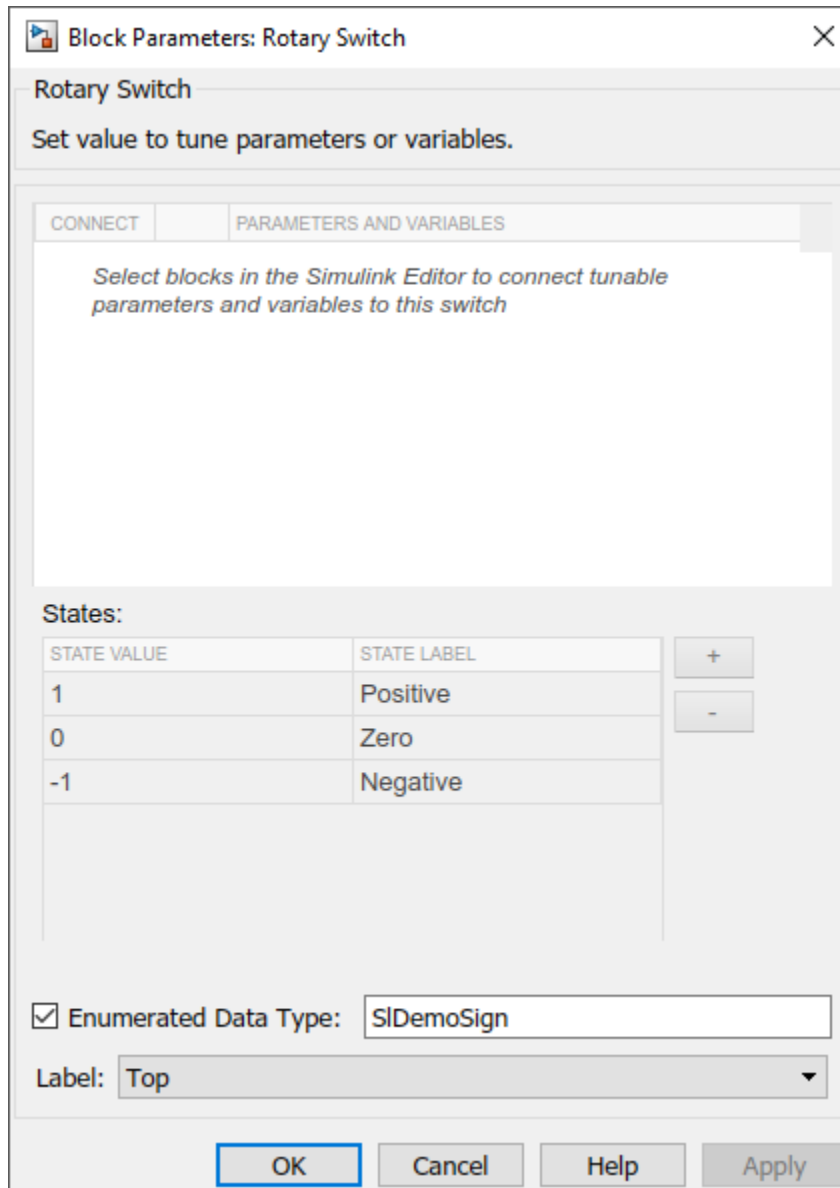 Block Parameters: Rotary Switch
Rotary Switch
Set value to tune parameters or variables.
CONNECT PARAMETERS AND VARIABLES
Select blocks in the Simulink Editor to connect tunable
parameters and variables to this switch
States:
STATE VALUE STATE LABEL +
1 Positive
-
0 Zero
-1 Negative
Enumerated Data Type: SlDemoSign
Label: Top
OK Cancel Help Apply